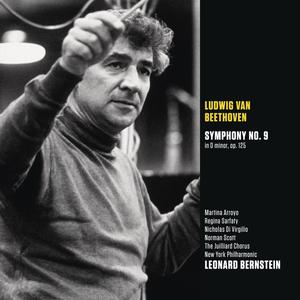 LUDWIG VAN
BEETHOVEN
SYMPHONY NO. 9
in D minor, op. 125
Martina Arroyo
Regina Sarfaty
Nicholas Di Virgilio
Norman Scott
The Juilliard Chorus
New York Philharmonic
LEONARD BERNSTEIN